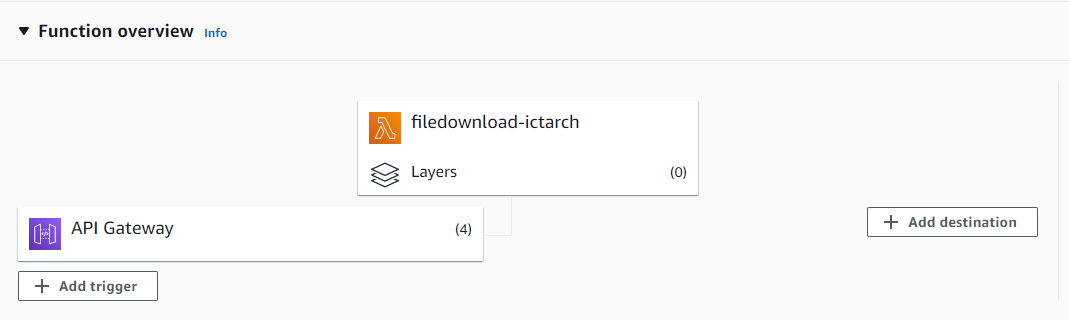 Function overview Info
filedownload-ictarch
Layers (0)
API Gateway (4)
Add destination
Add trigger